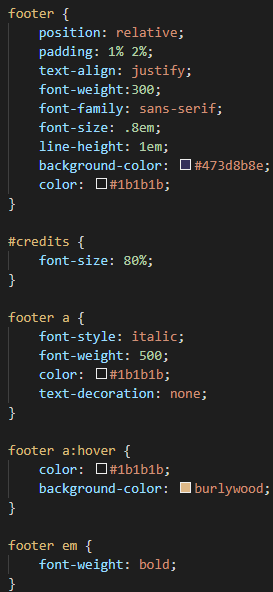 footer {
position: relative;
padding: 1% 2%;
text-align: justify;
font-weight:300;
font-family: sans-serif;
font-size: .8em;
line-height: 1em;
background-color: #473d8b8e;
color: #1b1b1b;
}
#credits {
font-size: 80%;
}
footer a {
font-style: italic;
font-weight: 500;
color: #1b1b1b;
text-decoration: none;
}
footer a:hover {
color: #1b1b1b;
background-color: burlywood;
}
footer em {
font-weight: bold;
}